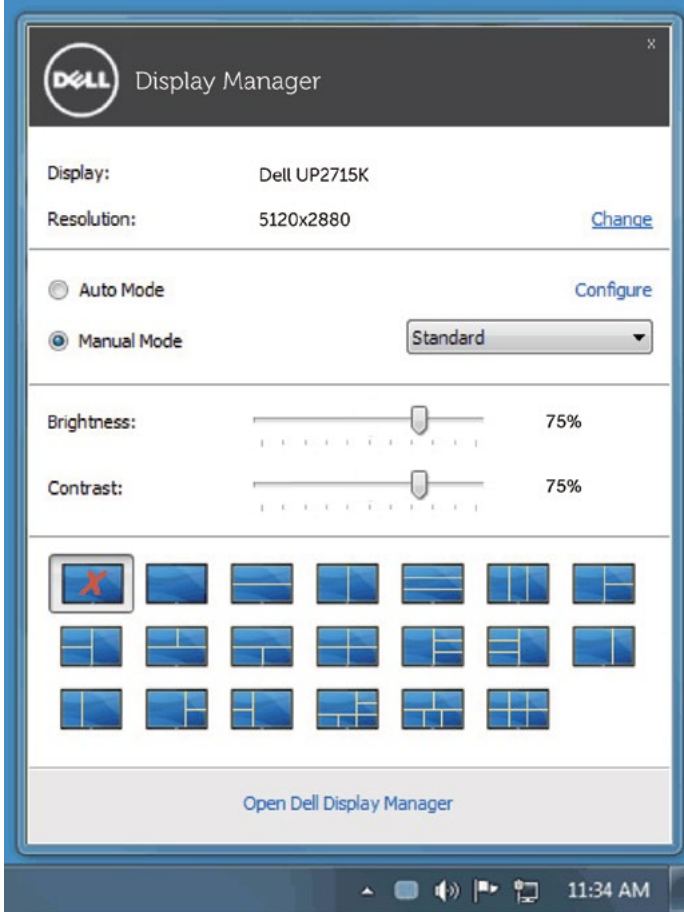 DELL Display Manager x
Display: Dell UP2715K
Resolution: 5120x2880 Change
Auto Mode Configure
Manual Mode Standard
Brightness: 75%
Contrast: 75%
Open Dell Display Manager
11:34 AM